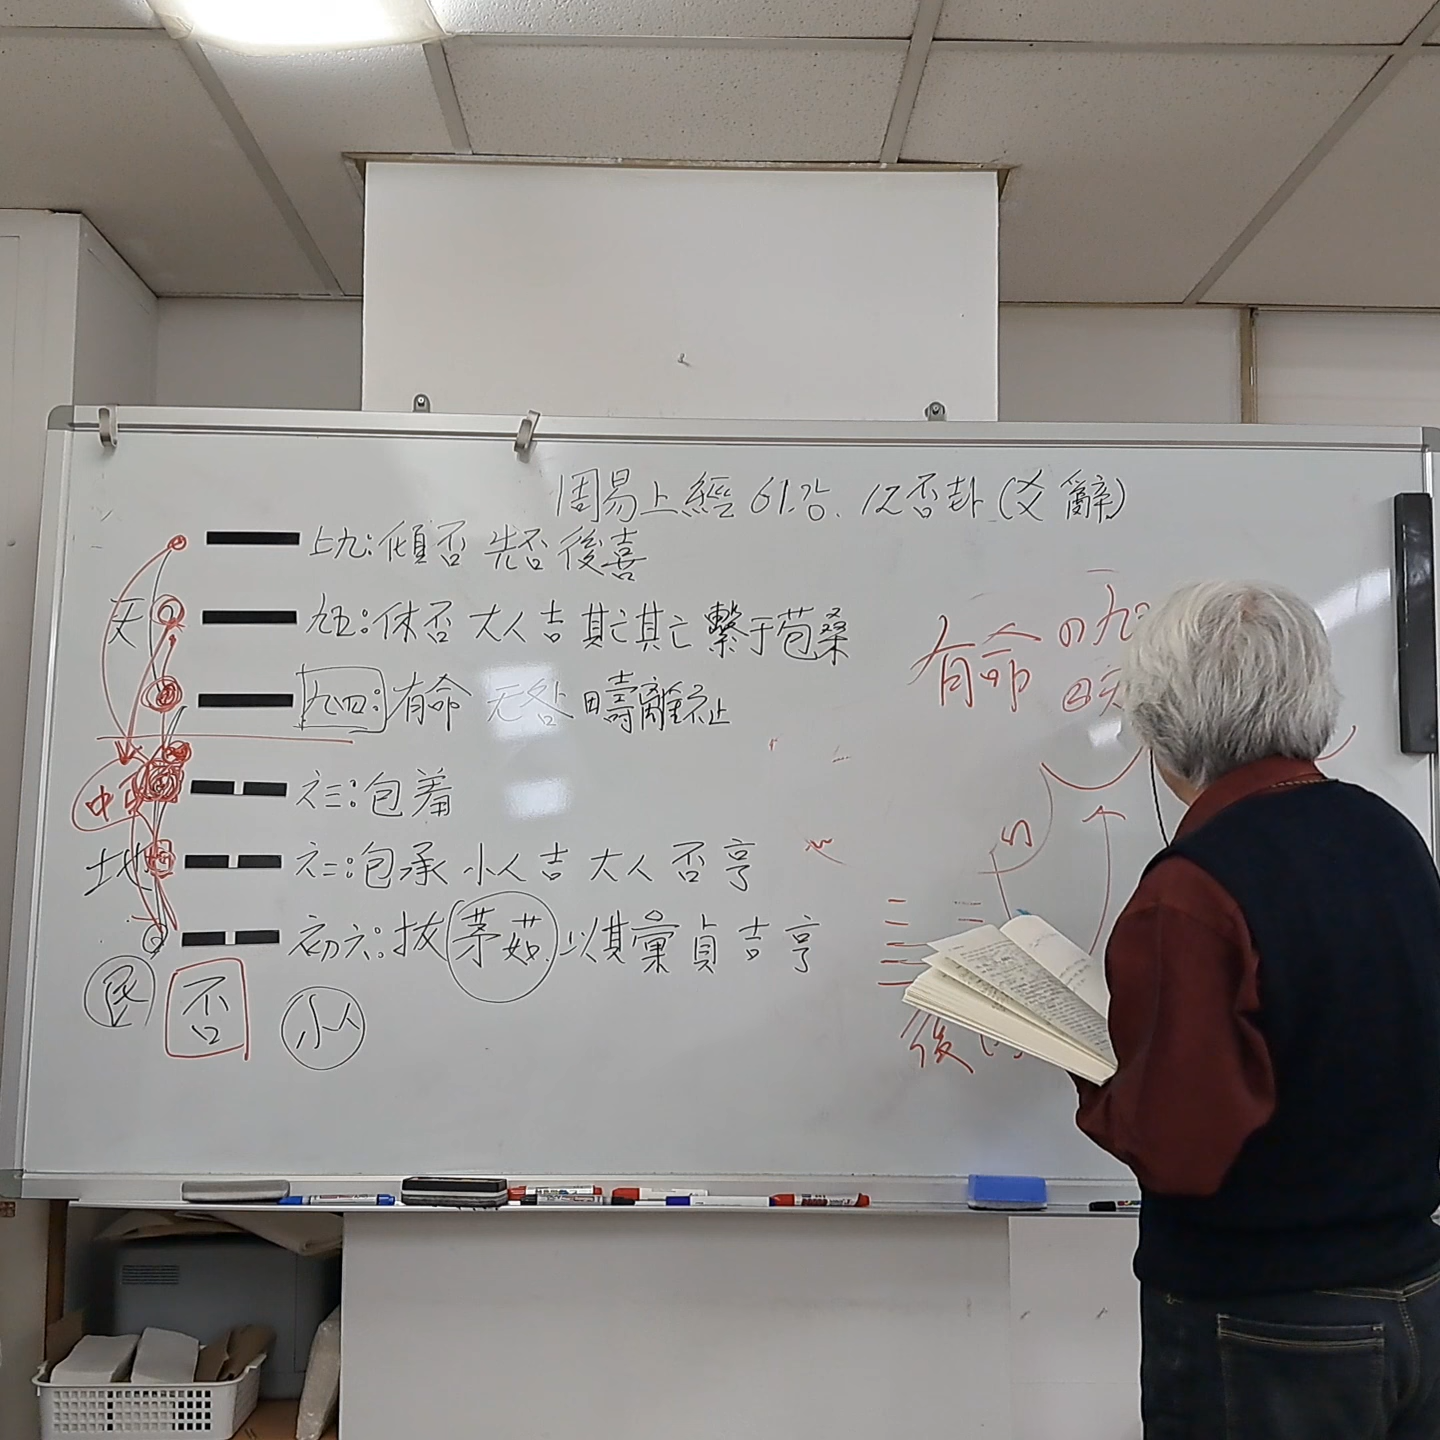 周易上經 61강. 12否卦 (爻辭)
上九:傾否 先否 後喜
九五:休否 大人 吉 其亡其亡 繫于苞桑
天
九四:有命 无咎 疇離祉
六三:包羞
中
六二:包承 小人 吉 大人 否 亨
地
初六:拔茅茹 以其彙 貞 吉 亨
否
小人
有命
後